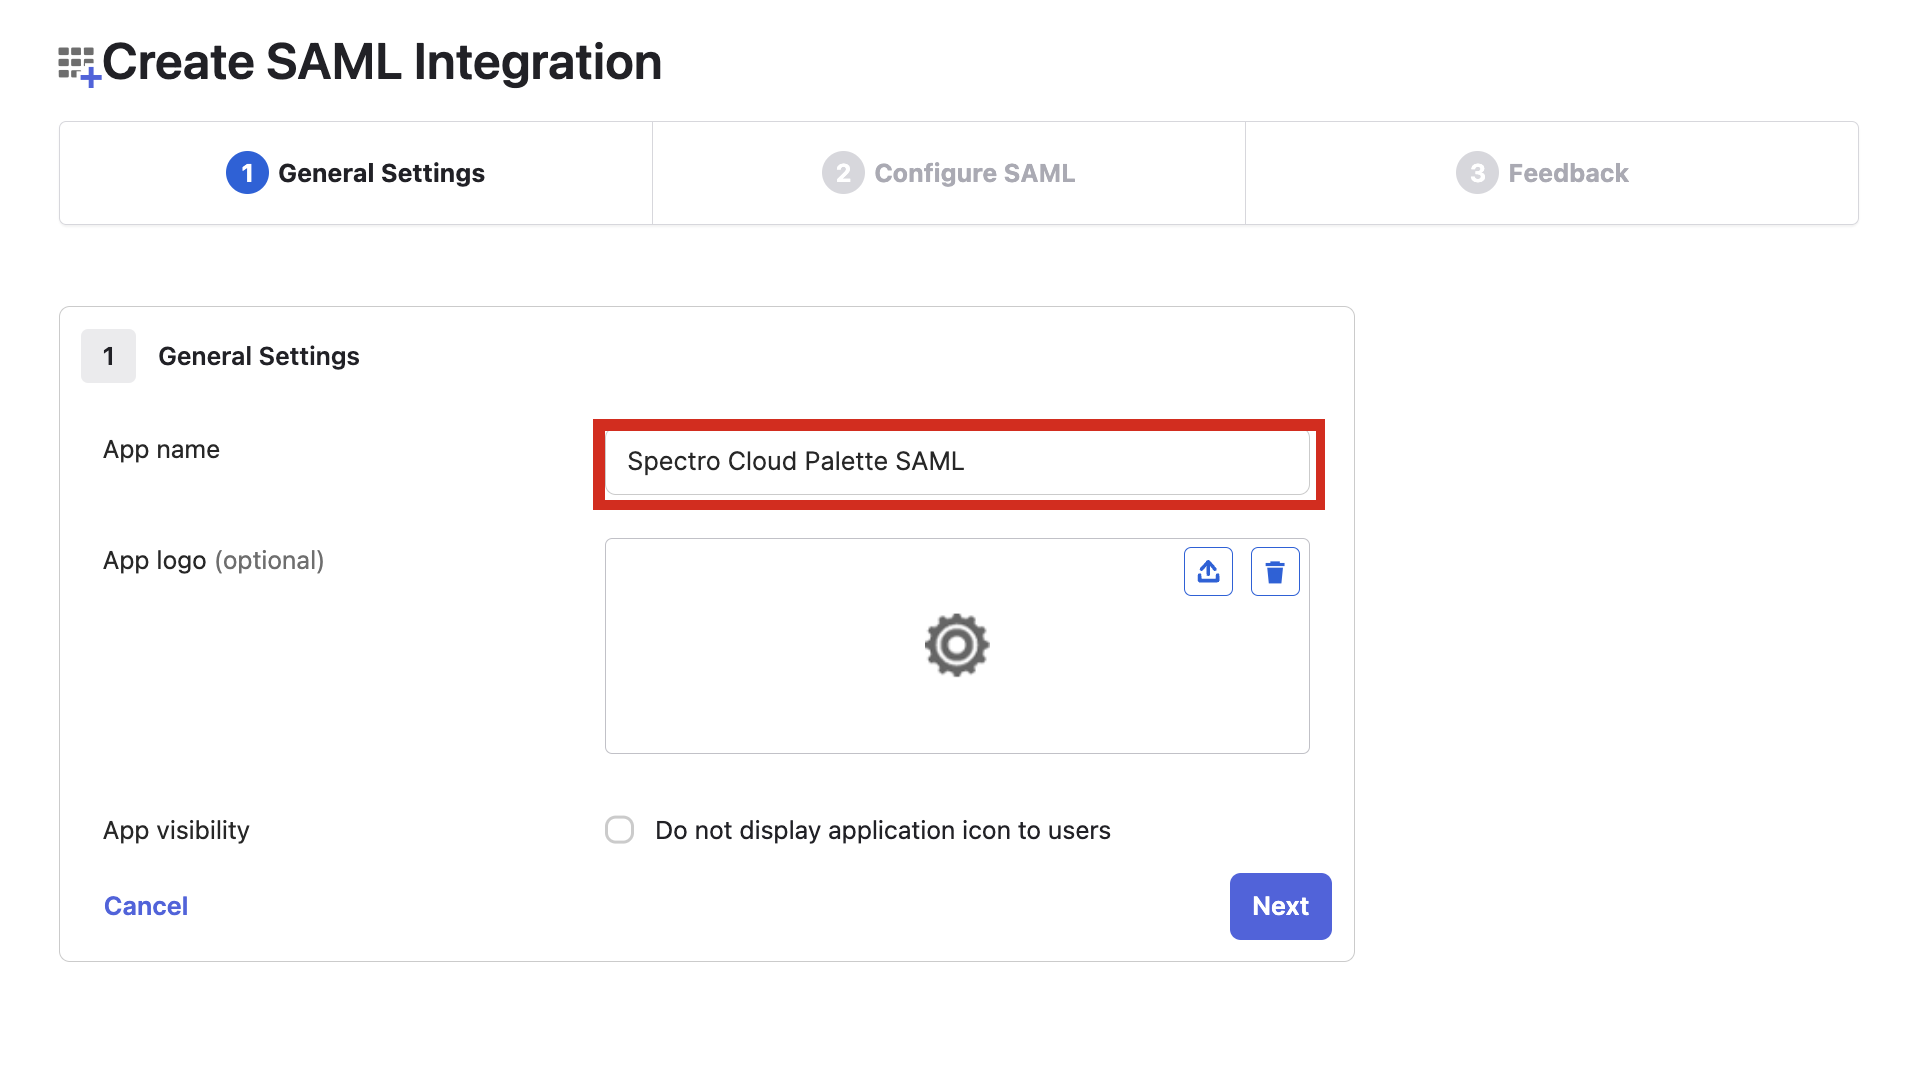 Create SAML Integration
1 General Settings
2 Configure SAML
3 Feedback
1 General Settings
App name
Spectro Cloud Palette SAML
App logo (optional)
App visibility
Do not display application icon to users
Cancel
Next